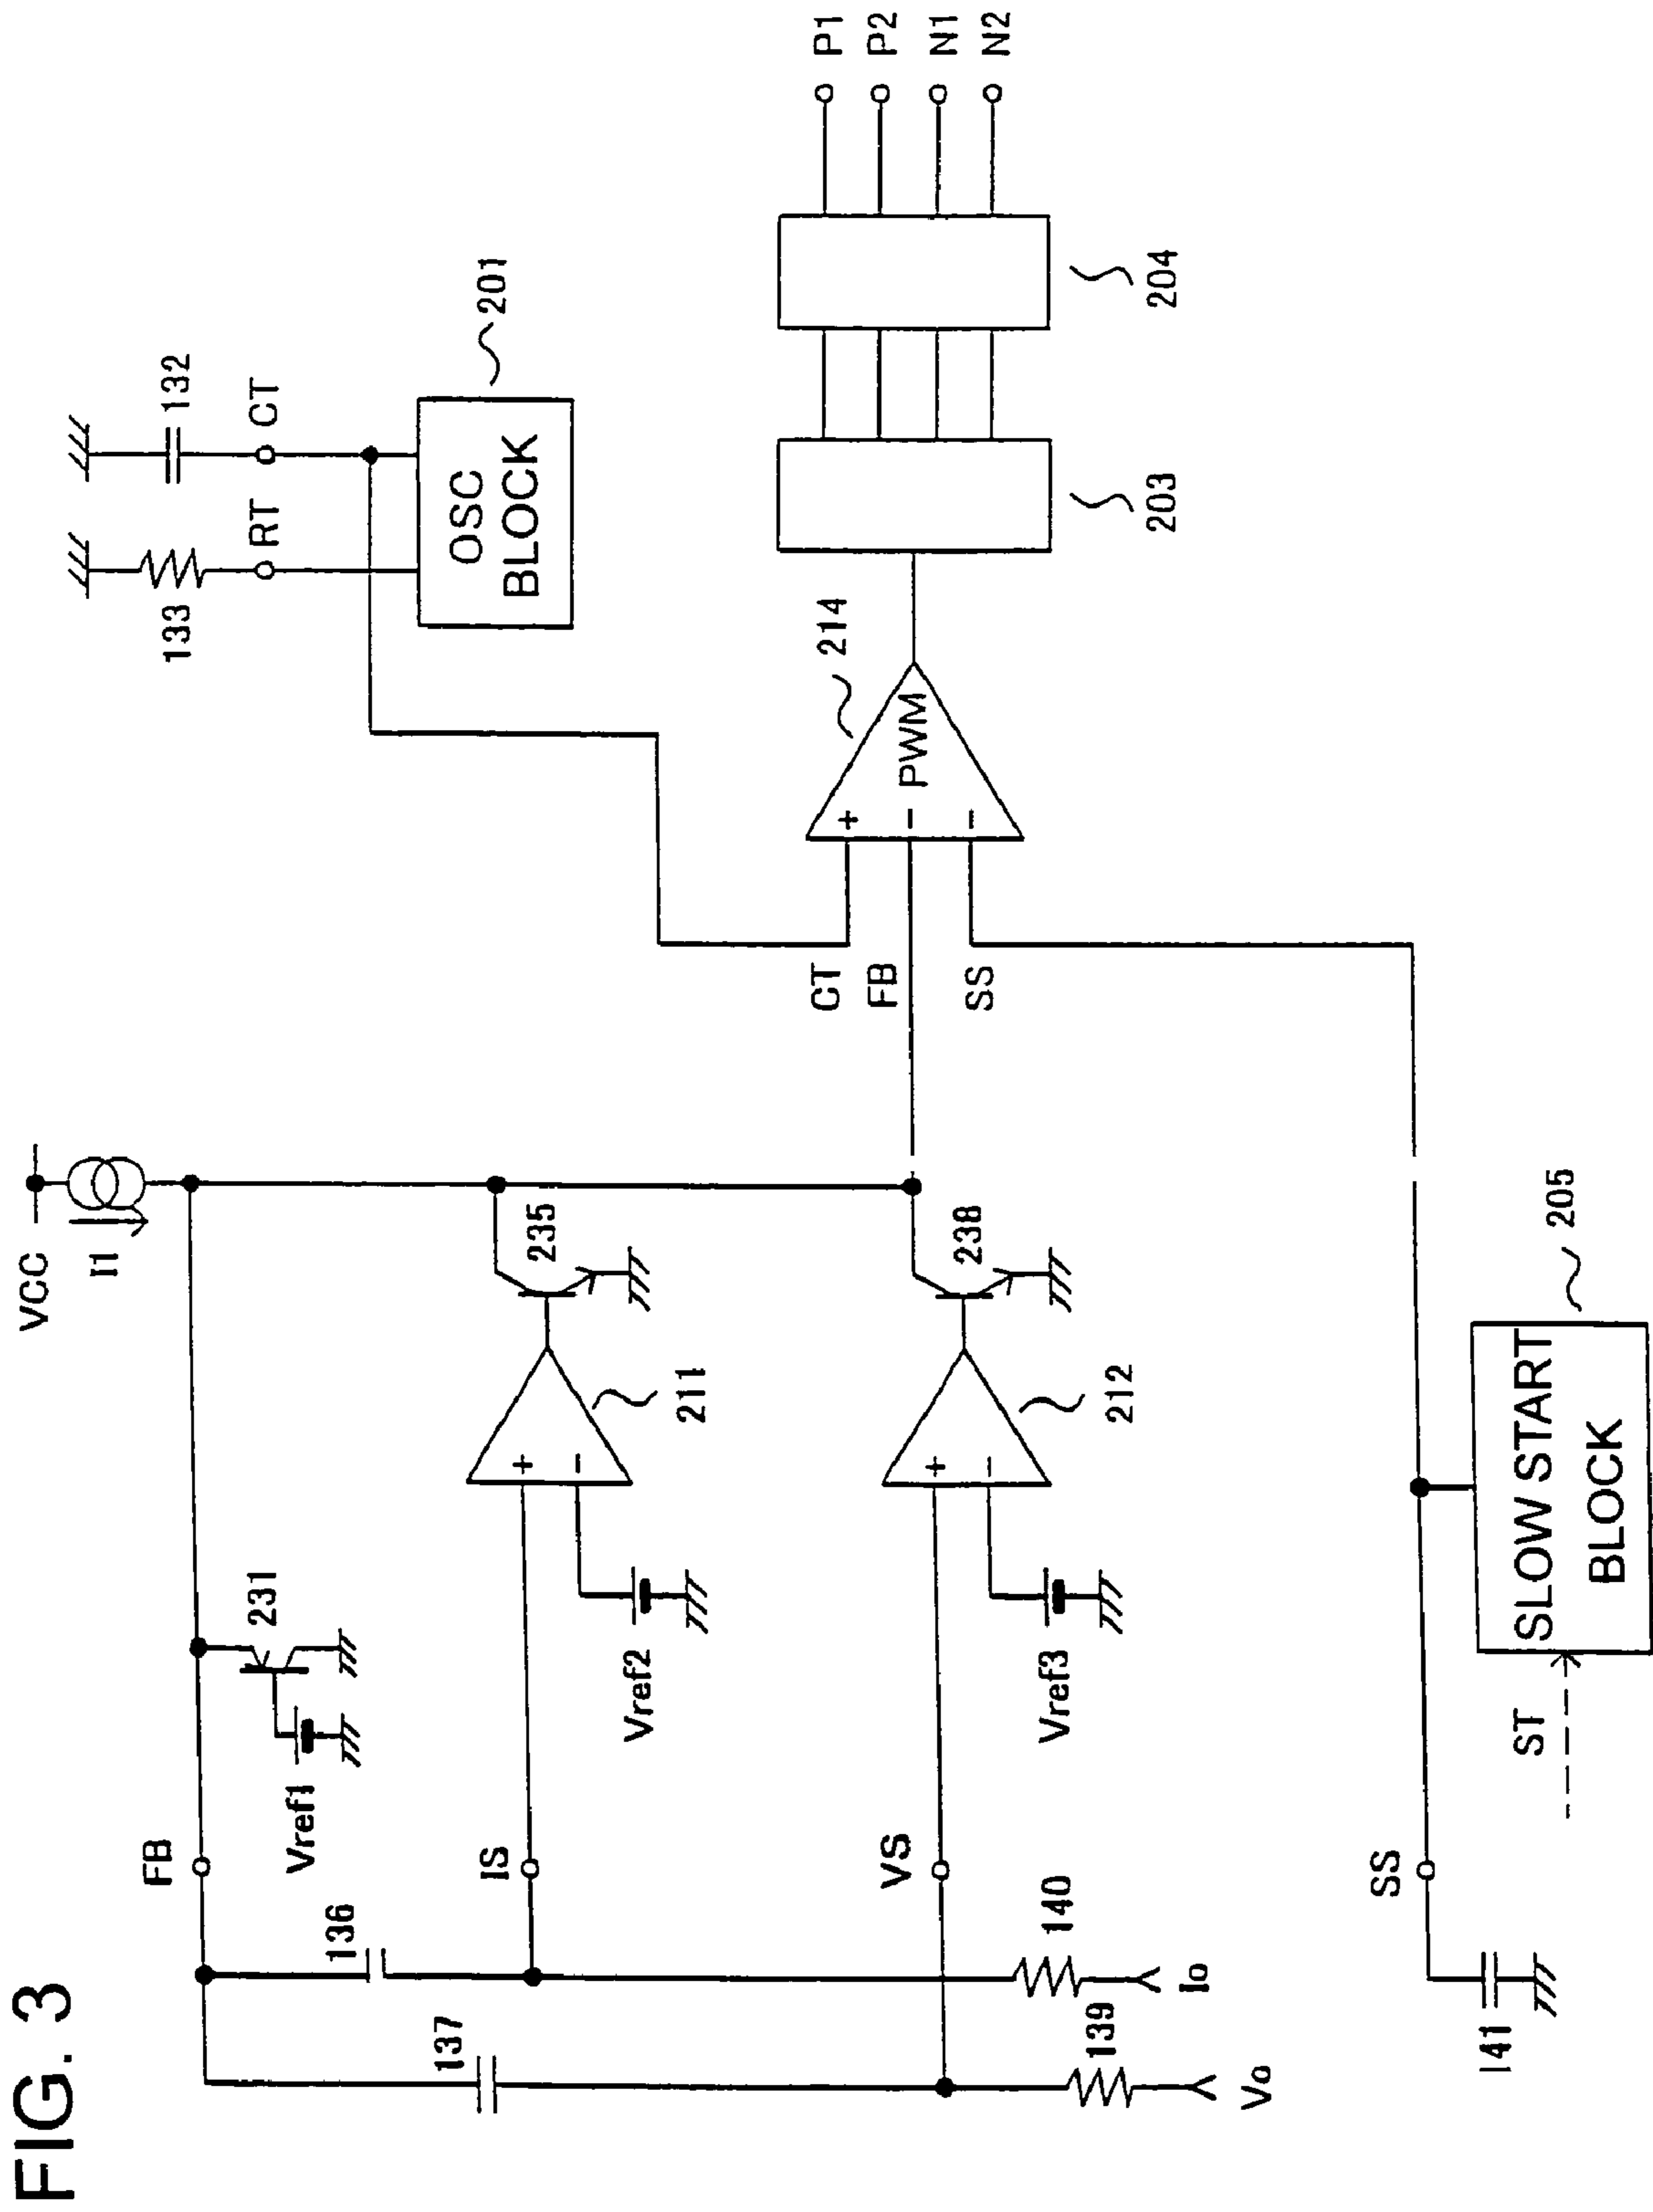 FIG. 3
VCC
I1
FB
Vref1
231
136
137
IS
Vref2
+
−
211
235
VS
Vref3
+
−
212
238
140
Io
139
Vo
133
RT
132
CT
OSC
BLOCK
201
CT
FB
SS
+
−
−
PWM
214
203
204
P1
P2
N1
N2
SS
141
ST
SLOW START
BLOCK
205